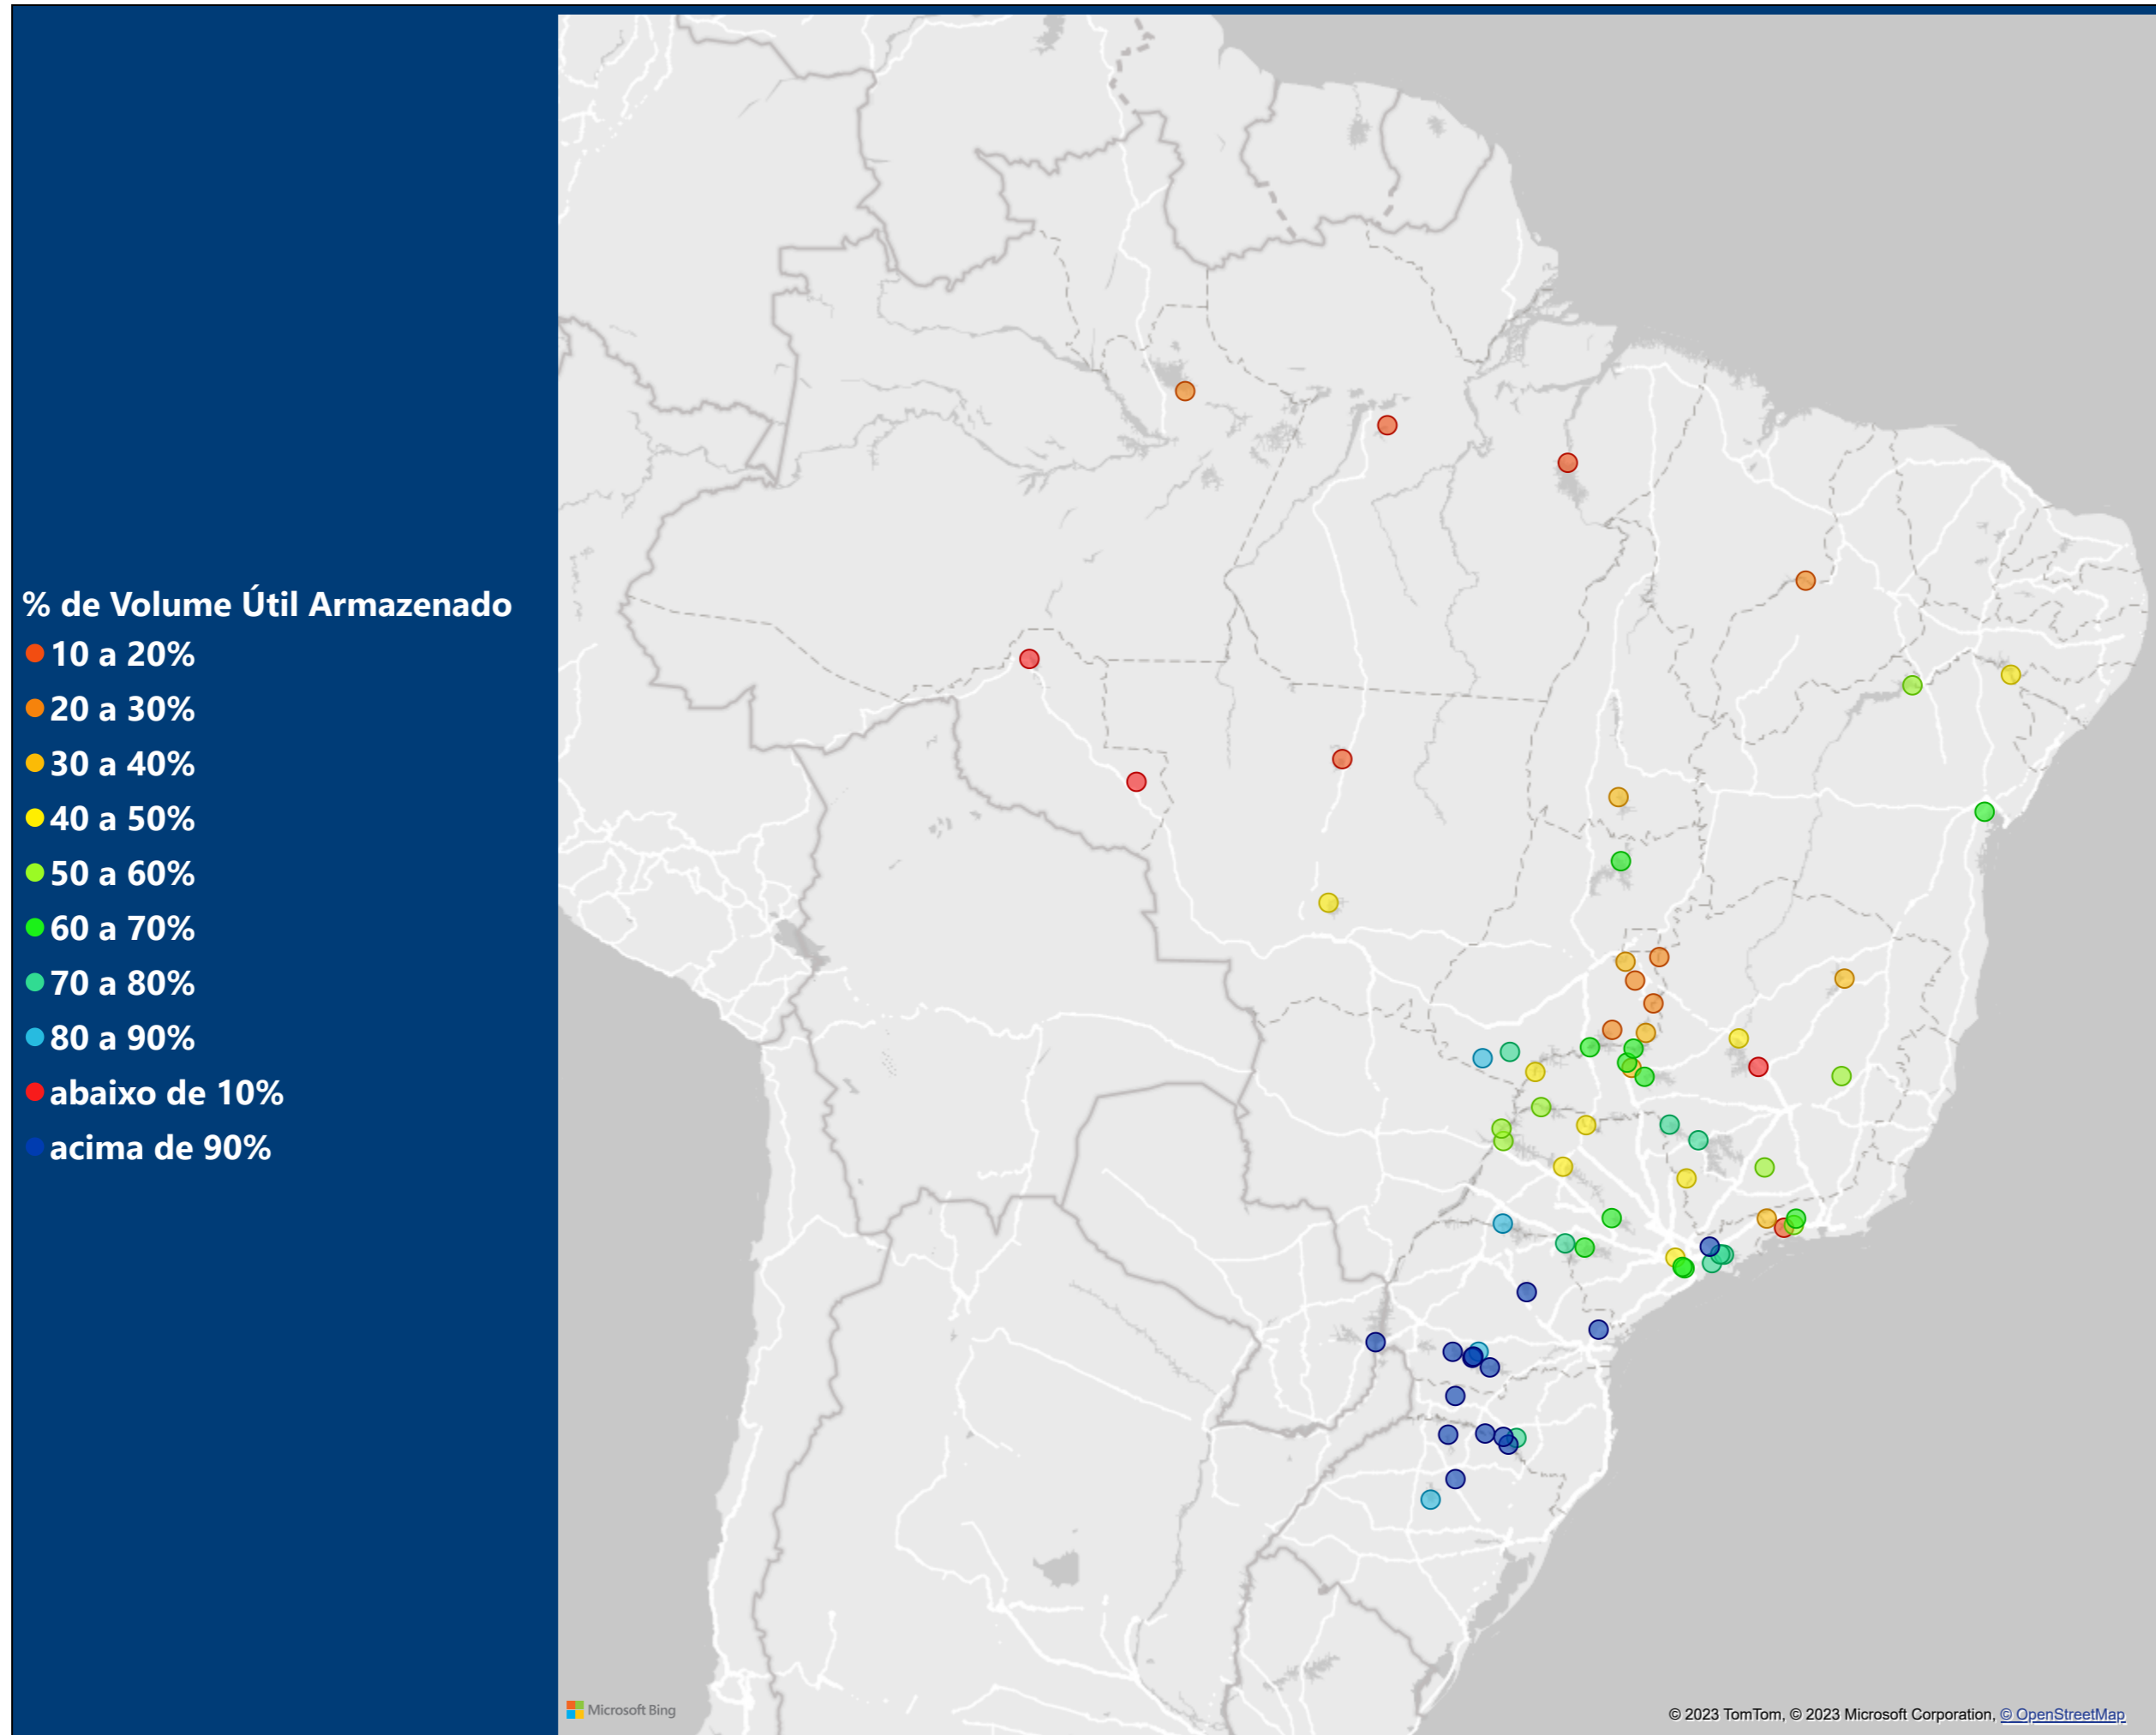 % de Volume Útil Armazenado
10 a 20%
20 a 30%
30 a 40%
40 a 50%
50 a 60%
60 a 70%
70 a 80%
80 a 90%
abaixo de 10%
acima de 90%
Microsoft Bing
© 2023 TomTom, © 2023 Microsoft Corporation, © OpenStreetMap